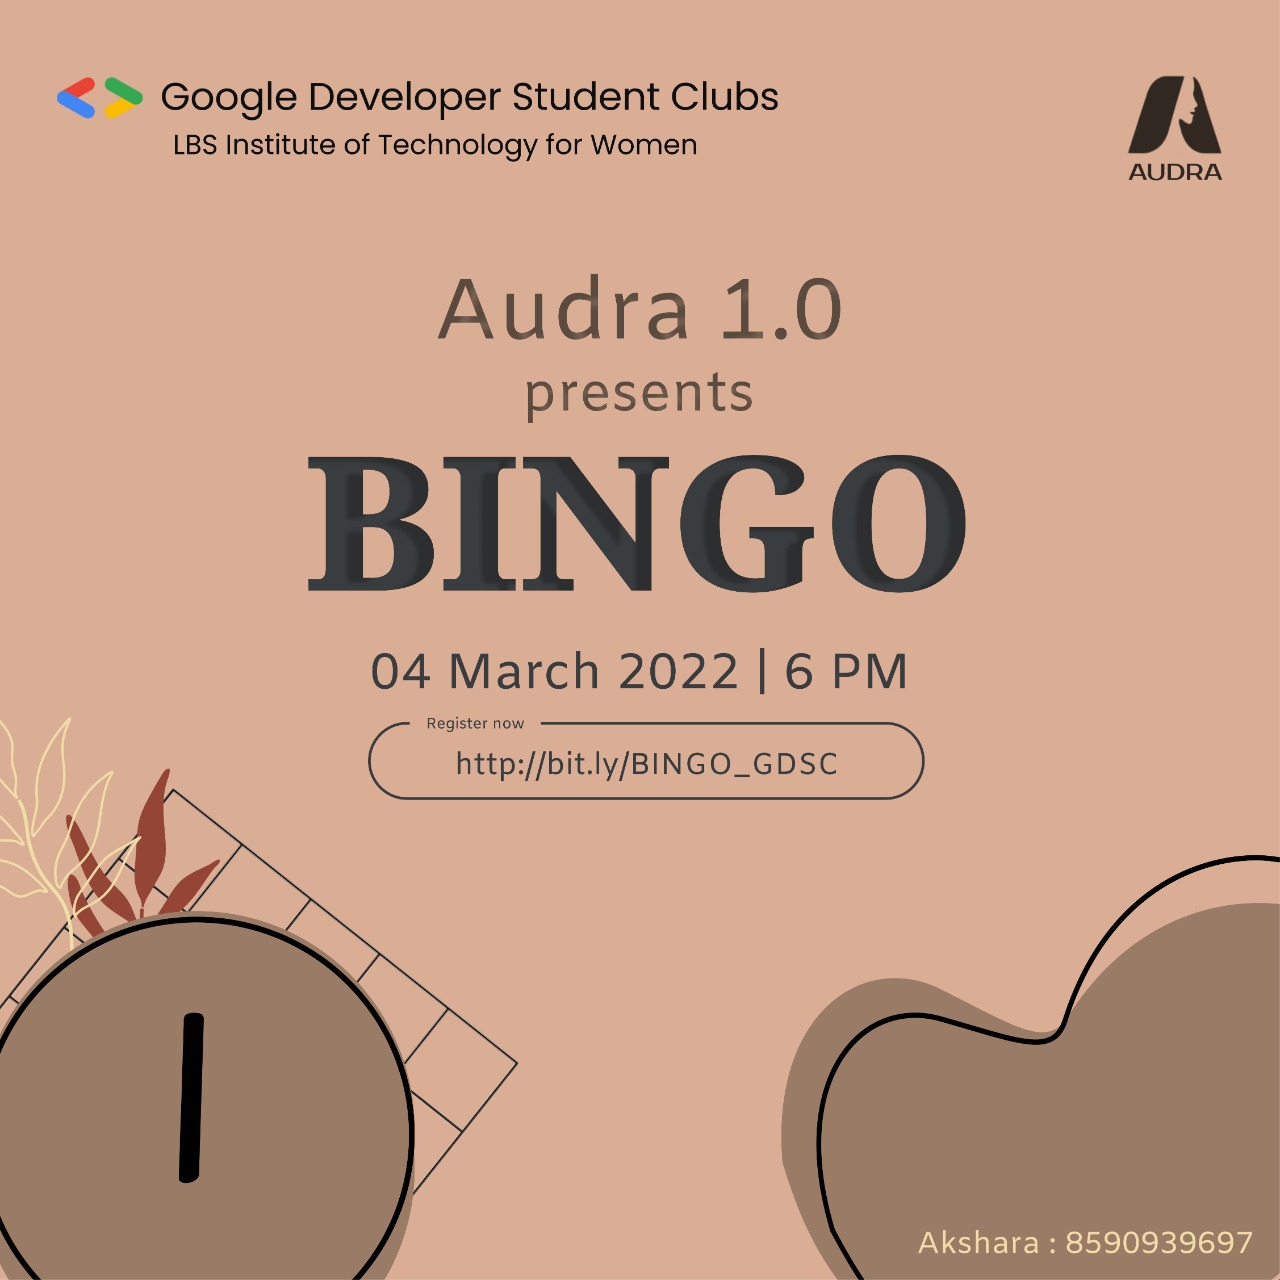 Google Developer Student Clubs
LBS Institute of Technology for Women
AUDRA
Audra 1.0
presents
BINGO
04 March 2022 | 6 PM
Register now
http://bit.ly/BINGO_GDSC
1
Akshara : 8590939697